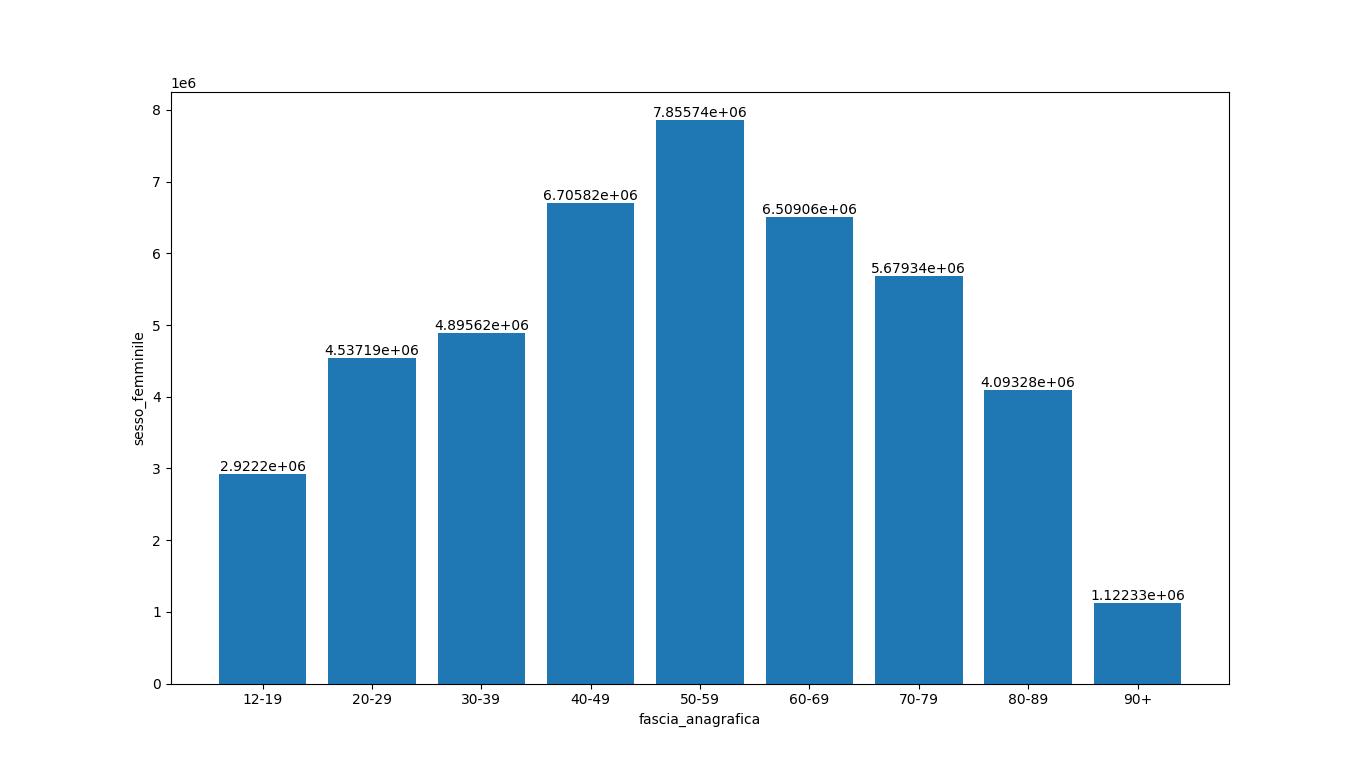 1e6
8
7
6
5
4
3
2
1
0
sesso_femminile
2.9222e+06
4.53719e+06
4.89562e+06
6.70582e+06
7.85574e+06
6.50906e+06
5.67934e+06
4.09328e+06
1.12233e+06
12-19 20-29 30-39 40-49 50-59 60-69 70-79 80-89 90+
fascia_anagrafica